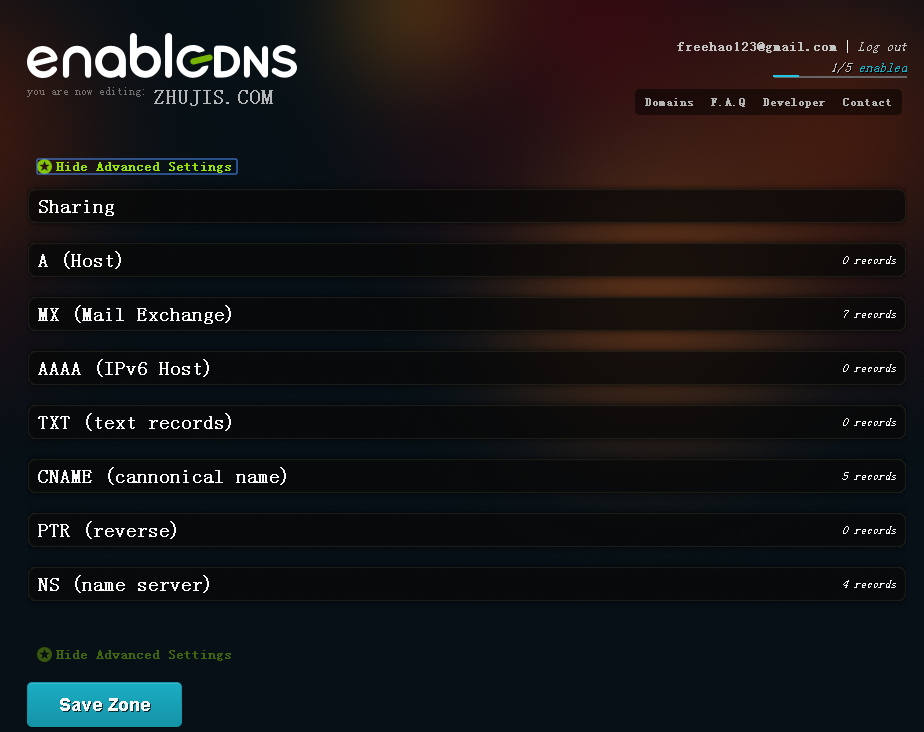 enableDNS
freehao123@gmail.com | Log out
1/5 enabled
you are now editing: ZHUJIS.COM
Domains F.A.Q Developer Contact
Hide Advanced Settings
Sharing
A (Host) 0 records
MX (Mail Exchange) 7 records
AAAA (IPv6 Host) 0 records
TXT (text records) 0 records
CNAME (cannonical name) 5 records
PTR (reverse) 0 records
NS (name server) 4 records
Hide Advanced Settings
Save Zone